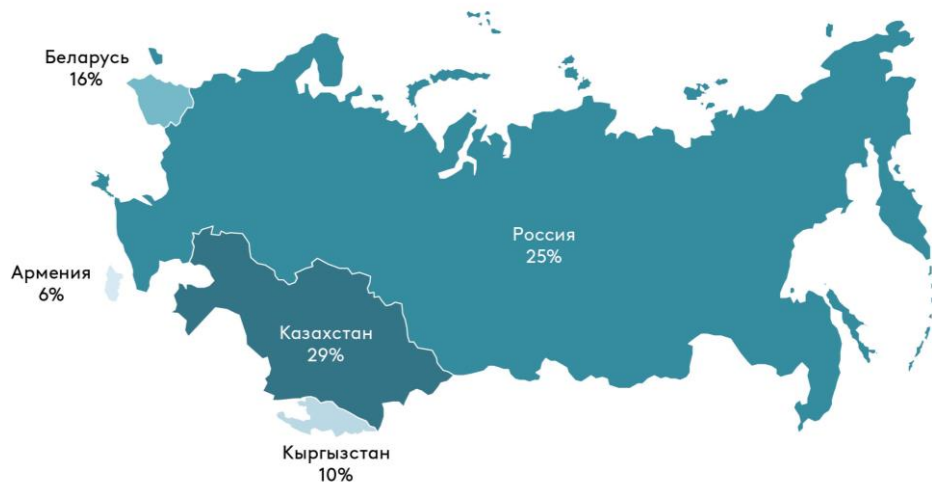 Беларусь
16%
Россия
25%
Армения
6%
Казахстан
29%
Кыргызстан
10%